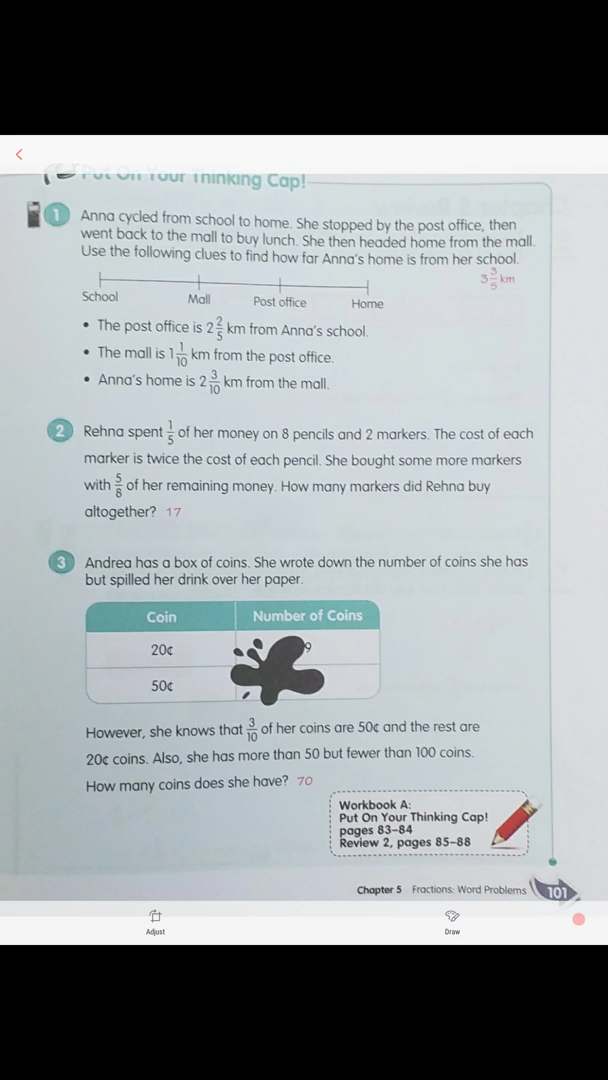 Put On Your Thinking Cap!
1 Anna cycled from school to home. She stopped by the post office, then
went back to the mall to buy lunch. She then headed home from the mall.
Use the following clues to find how far Anna's home is from her school.
3 3/5 km
School Mall Post office Home
• The post office is 2 2/5 km from Anna's school.
• The mall is 1 1/10 km from the post office.
• Anna's home is 2 3/10 km from the mall.
2 Rehna spent 1/5 of her money on 8 pencils and 2 markers. The cost of each
marker is twice the cost of each pencil. She bought some more markers
with 5/8 of her remaining money. How many markers did Rehna buy
altogether? 17
3 Andrea has a box of coins. She wrote down the number of coins she has
but spilled her drink over her paper.
Coin Number of Coins
20¢ 9
50¢
However, she knows that 3/10 of her coins are 50¢ and the rest are
20¢ coins. Also, she has more than 50 but fewer than 100 coins.
How many coins does she have? 70
Workbook A:
Put On Your Thinking Cap!
pages 83–84
Review 2, pages 85–88
Chapter 5 Fractions: Word Problems 101
Adjust Draw